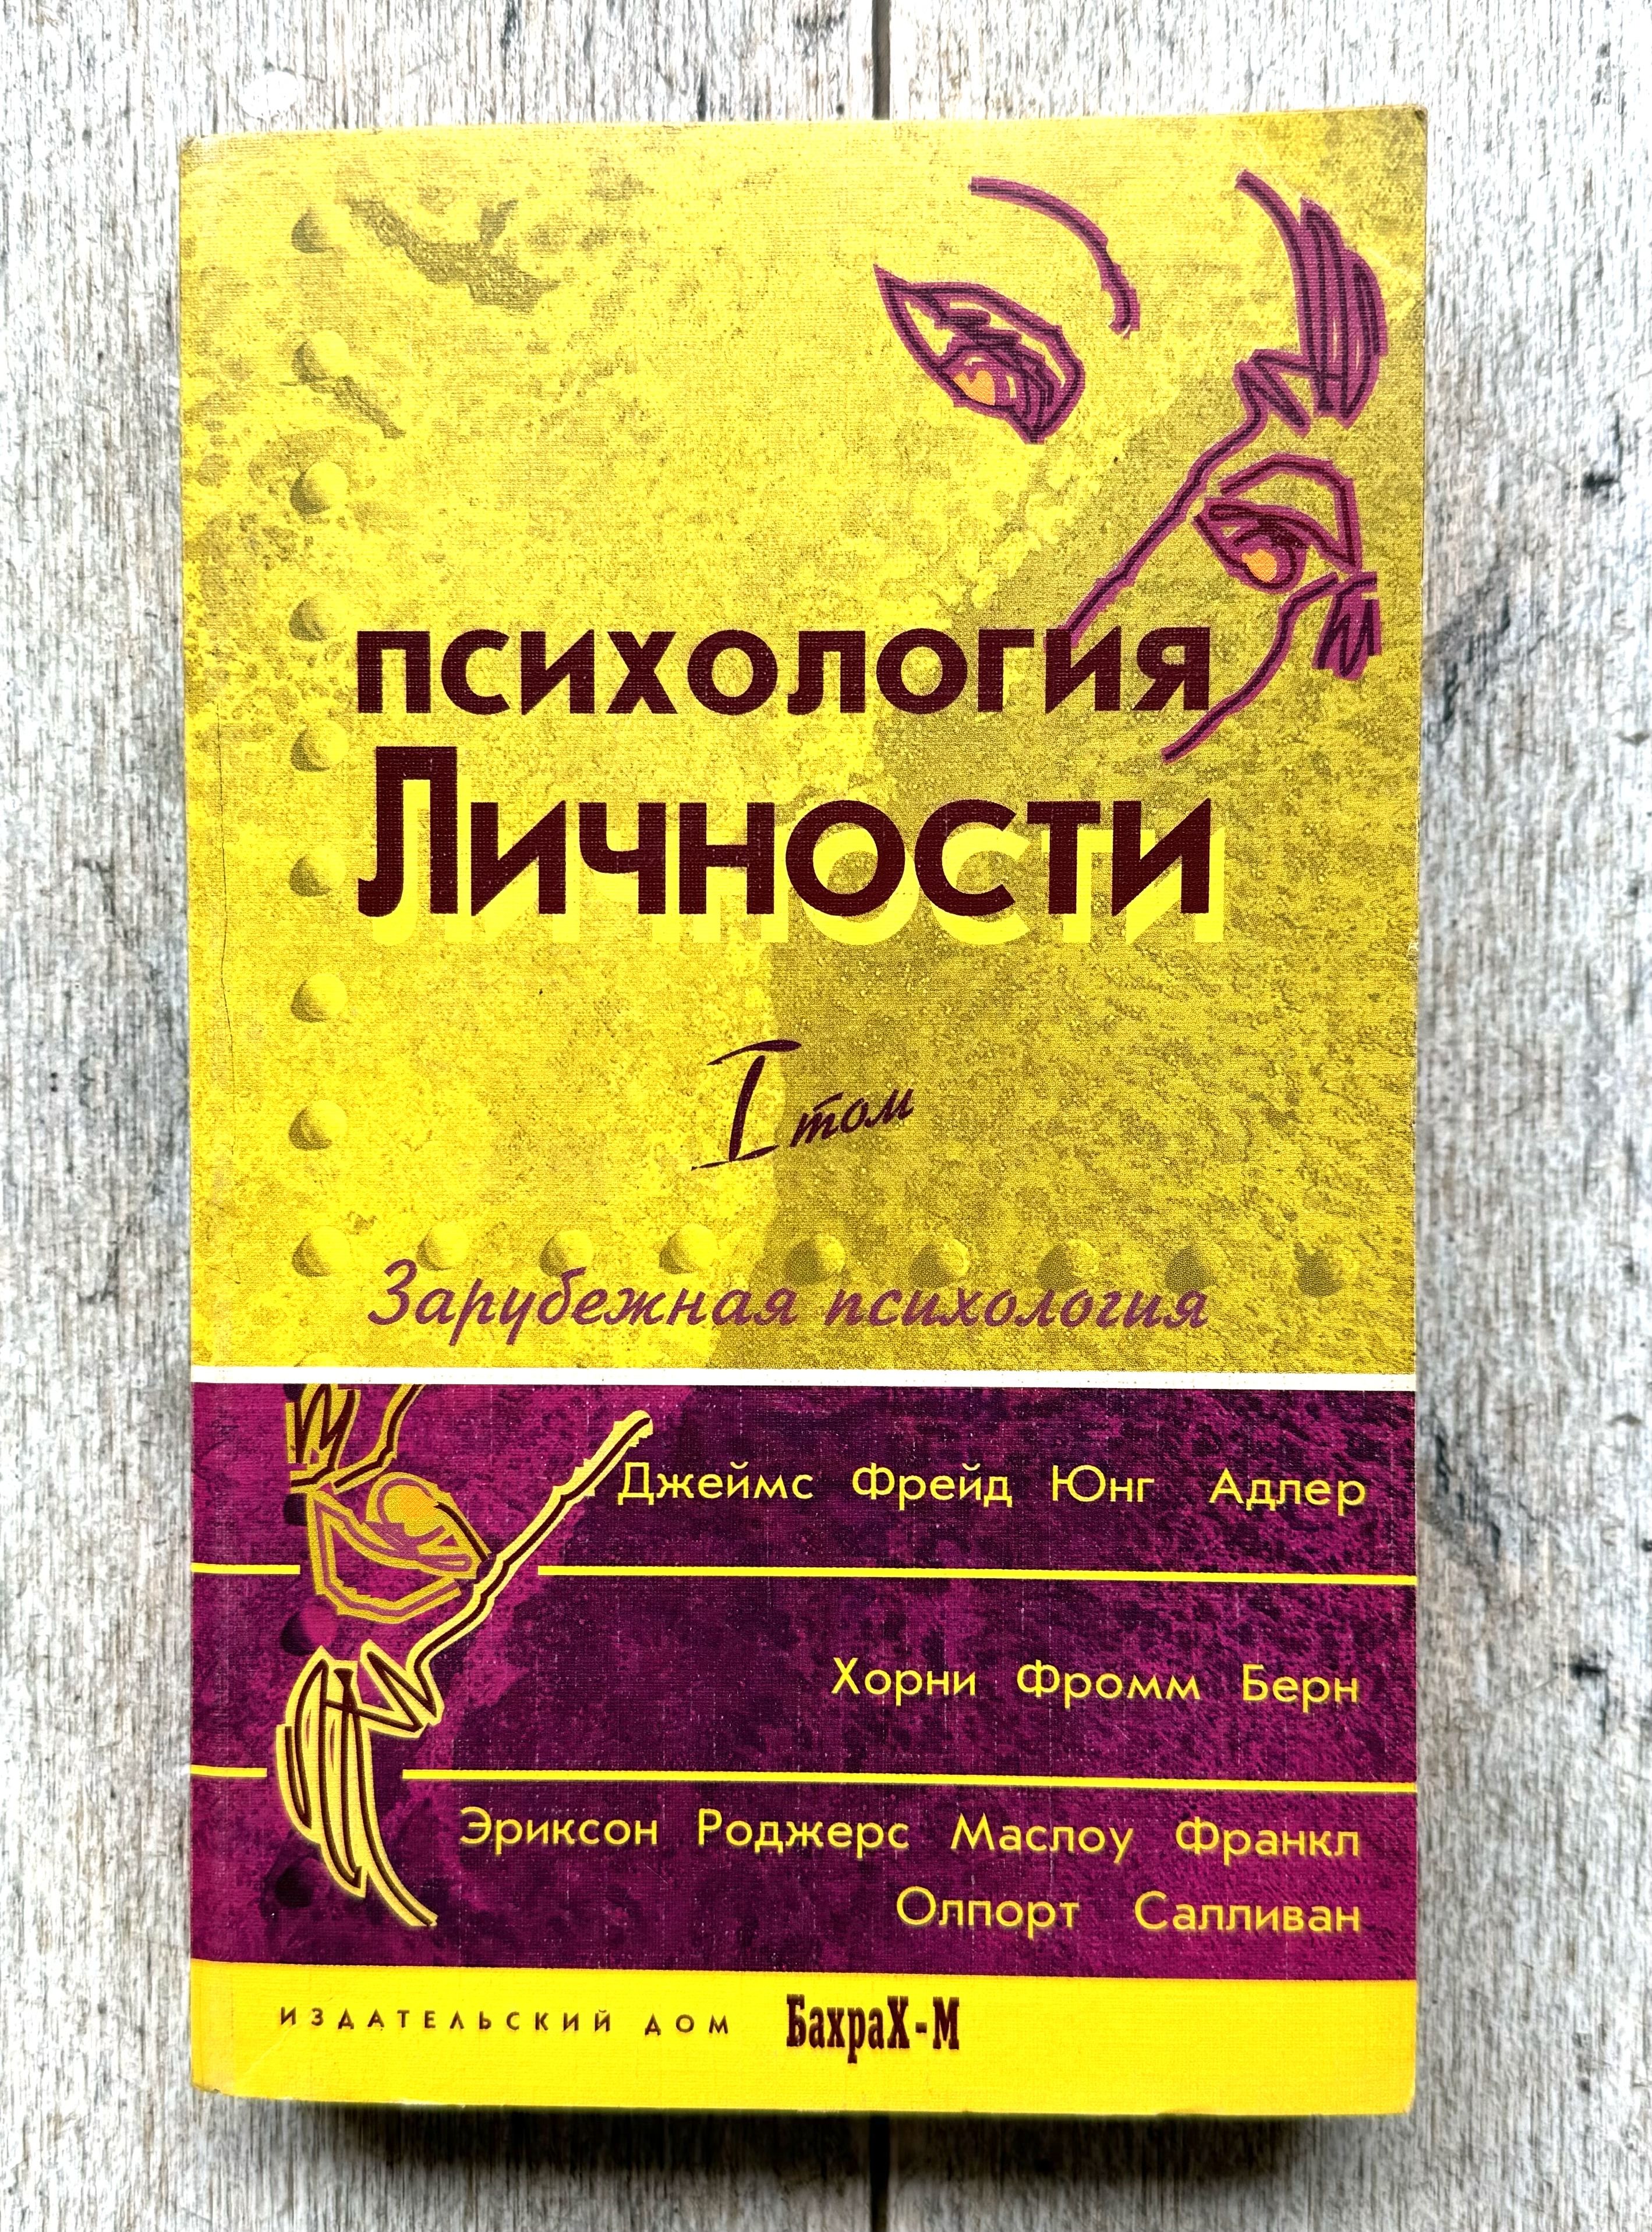 психология
Личности
I том
Зарубежная психология
Джеймс Фрейд Юнг Адлер
Хорни Фромм Берн
Эриксон Роджерс Маслоу Франкл
Олпорт Салливан
ИЗДАТЕЛЬСКИЙ ДОМ БахраХ-М